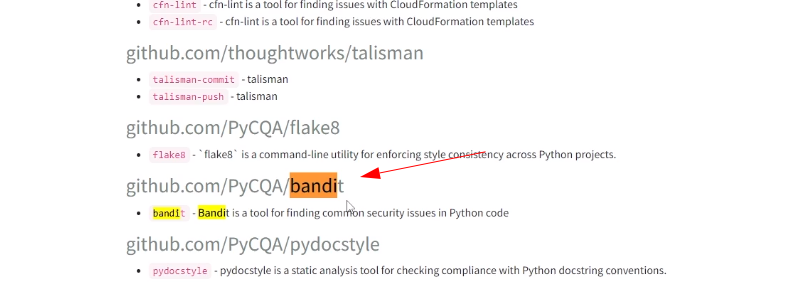 cfn-lint - cfn-lint is a tool for finding issues with CloudFormation templates
cfn-lint-rc - cfn-lint is a tool for finding issues with CloudFormation templates
github.com/thoughtworks/talisman
talisman-commit - talisman
talisman-push - talisman
github.com/PyCQA/flake8
flake8 - `flake8` is a command-line utility for enforcing style consistency across Python projects.
github.com/PyCQA/bandit
bandit - Bandit is a tool for finding common security issues in Python code
github.com/PyCQA/pydocstyle
pydocstyle - pydocstyle is a static analysis tool for checking compliance with Python docstring conventions.